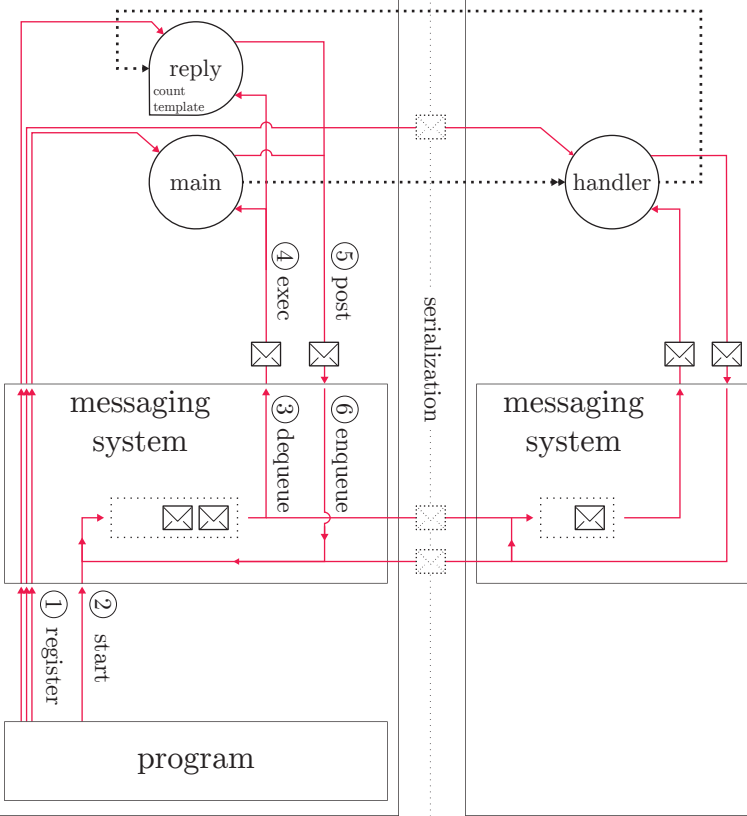 reply
count
template
main
handler
④ exec
⑤ post
serialization
messaging
system
③ dequeue
⑥ enqueue
messaging
system
① register
② start
program